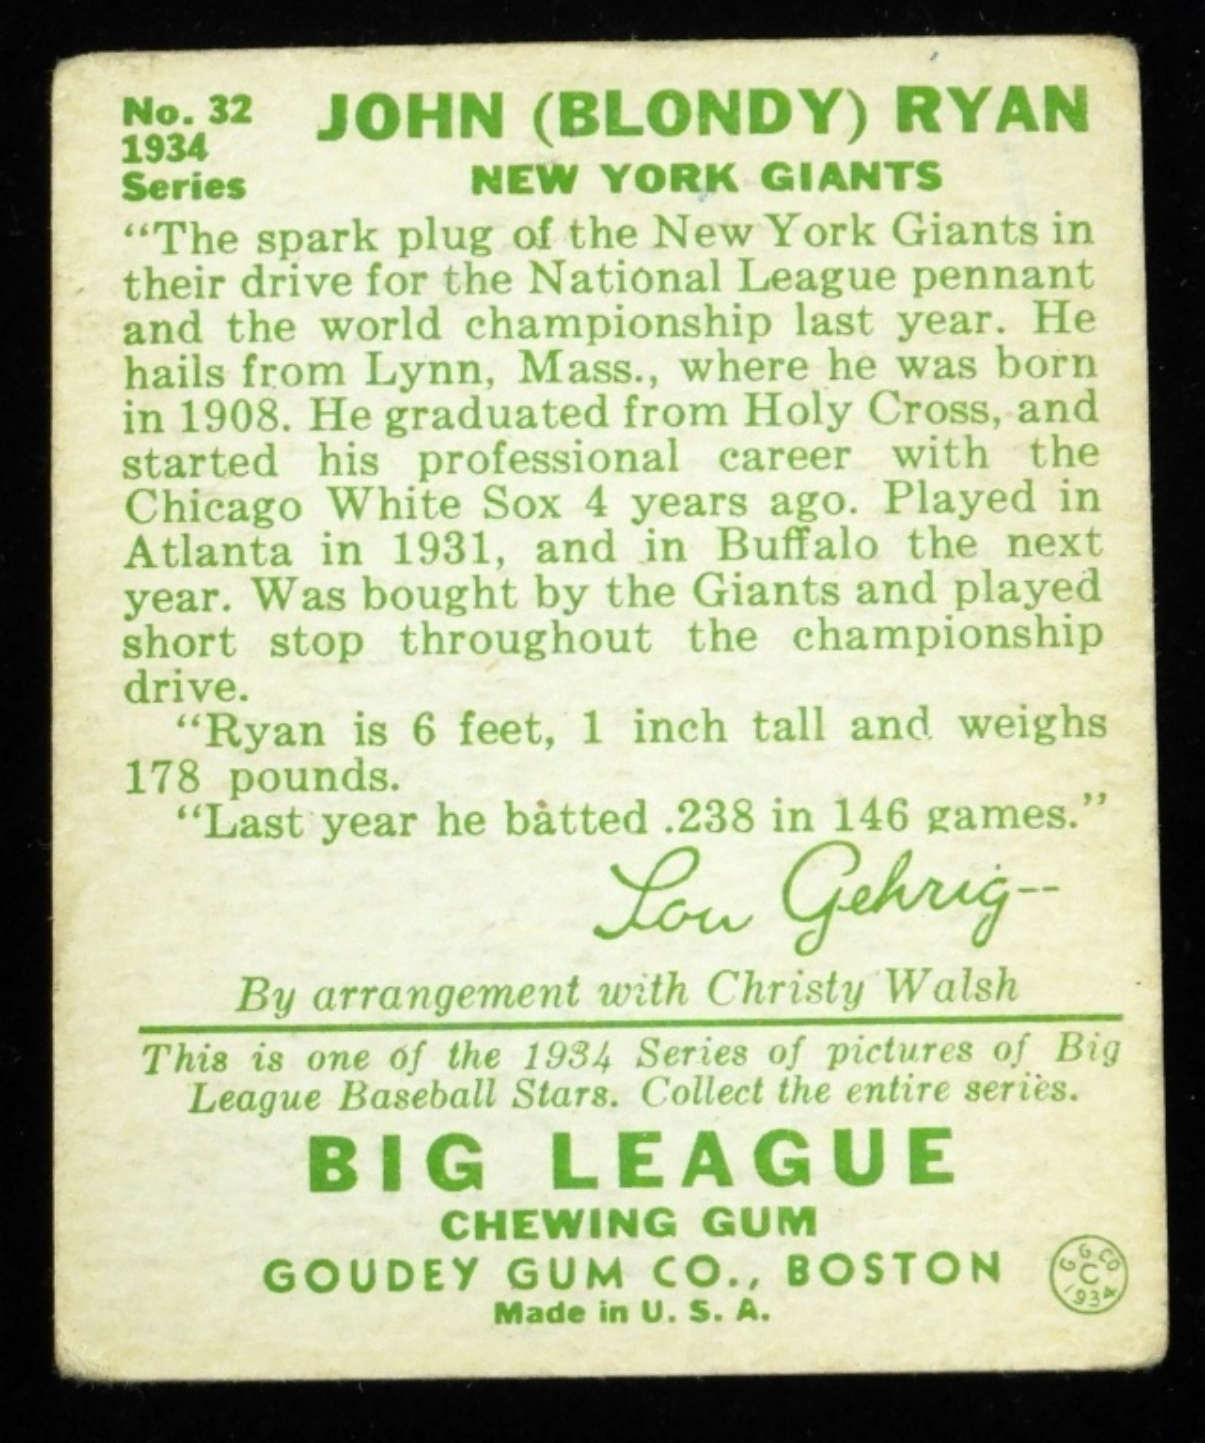 No. 32
1934
Series
JOHN (BLONDY) RYAN
NEW YORK GIANTS
“The spark plug of the New York Giants in
their drive for the National League pennant
and the world championship last year. He
hails from Lynn, Mass., where he was born
in 1908. He graduated from Holy Cross, and
started his professional career with the
Chicago White Sox 4 years ago. Played in
Atlanta in 1931, and in Buffalo the next
year. Was bought by the Giants and played
short stop throughout the championship
drive.
“Ryan is 6 feet, 1 inch tall and weighs
178 pounds.
“Last year he batted .238 in 146 games.”
Lou Gehrig--
By arrangement with Christy Walsh
This is one of the 1934 Series of pictures of Big
League Baseball Stars. Collect the entire series.
BIG LEAGUE
CHEWING GUM
GOUDEY GUM CO., BOSTON
Made in U. S. A.
G. G. CO
C
1934